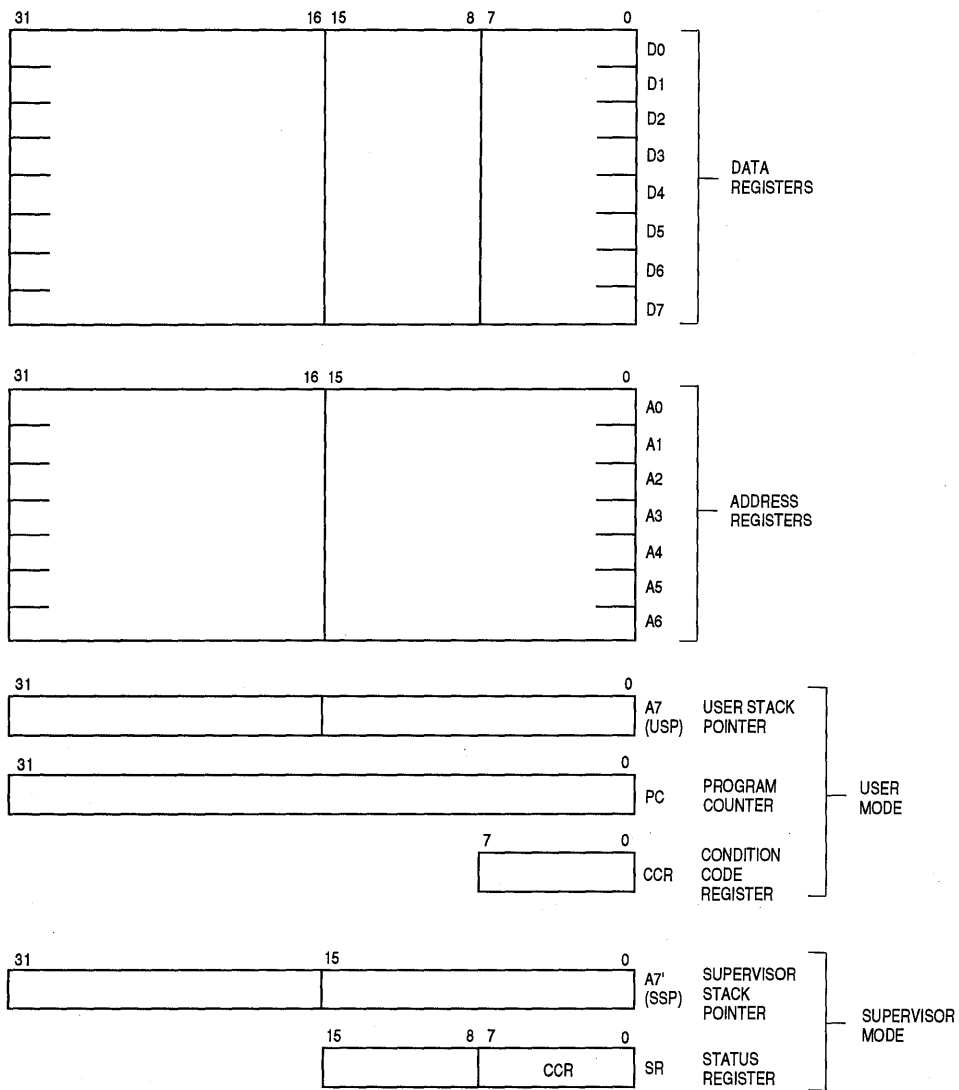 31 16 15 8 7 0
D0
D1
D2
D3
D4
D5
D6
D7
DATA
REGISTERS
31 16 15 0
A0
A1
A2
A3
A4
A5
A6
ADDRESS
REGISTERS
31 0
A7
(USP)
USER STACK
POINTER
31 0
PC
PROGRAM
COUNTER
7 0
CCR
CONDITION
CODE
REGISTER
USER
MODE
31 15 0
A7'
(SSP)
SUPERVISOR
STACK
POINTER
15 8 7 0
CCR
SR
STATUS
REGISTER
SUPERVISOR
MODE